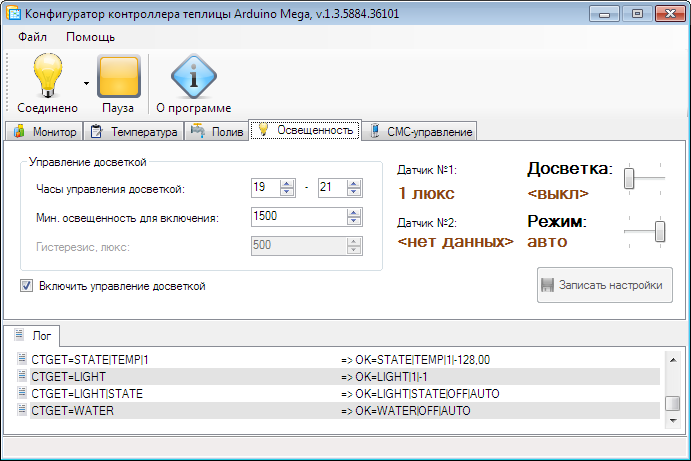 Конфигуратор контроллера теплицы Arduino Mega, v.1.3.5884.36101
Файл Помощь
Соединено Пауза О программе
Монитор Температура Полив Освещенность СМС-управление
Управление досветкой
Часы управления досветкой: 19 - 21
Мин. освещенность для включения: 1500
Гистерезис, люкс: 500
Включить управление досветкой
Датчик №1: Досветка:
1 люкс <выкл>
Датчик №2: Режим:
<нет данных> авто
Записать настройки
Лог
CTGET=STATE|TEMP|1 => OK=STATE|TEMP|1|-128,00
CTGET=LIGHT => OK=LIGHT|1|-1
CTGET=LIGHT|STATE => OK=LIGHT|STATE|OFF|AUTO
CTGET=WATER => OK=WATER|OFF|AUTO